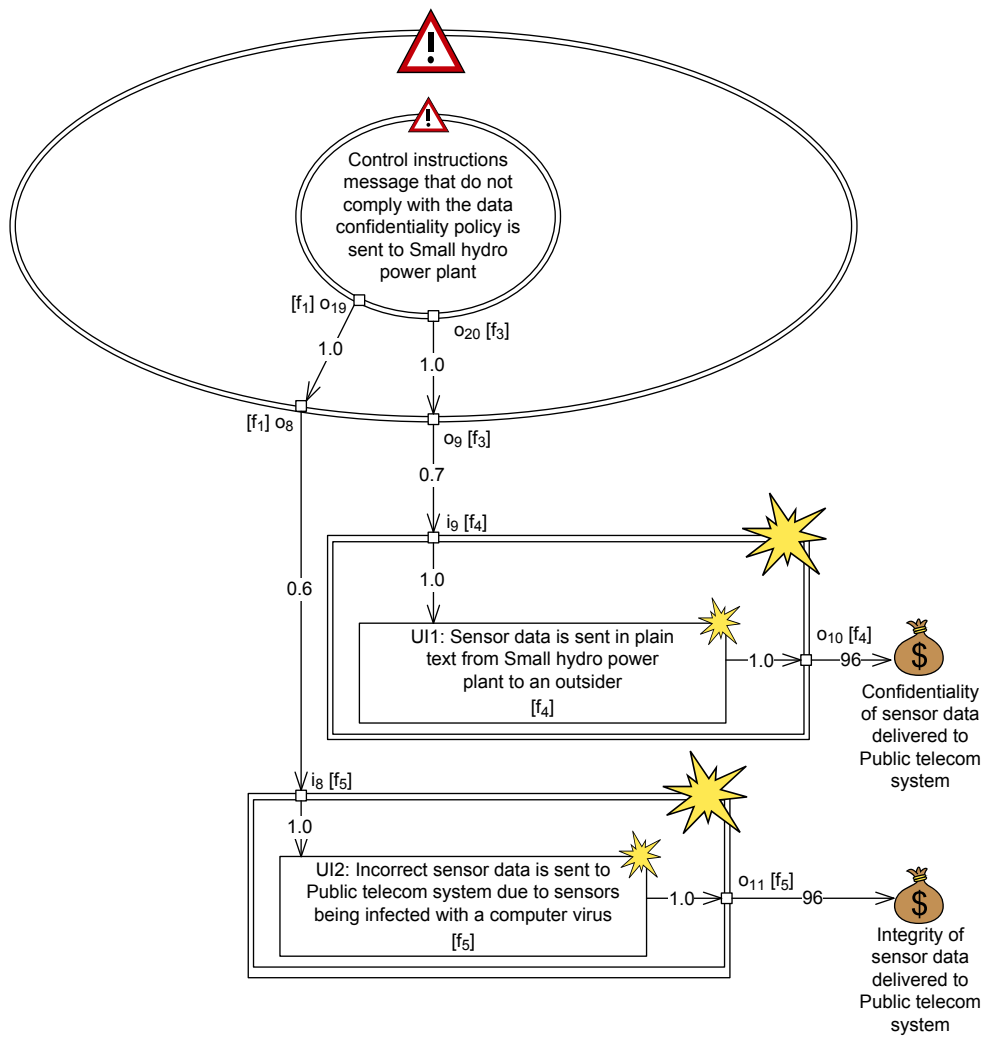 !
!
Control instructions
message that do not
comply with the data
confidentiality policy is
sent to Small hydro
power plant
[f₁] o₁₉
o₂₀ [f₃]
1.0
1.0
[f₁] o₈
o₉ [f₃]
0.7
i₉ [f₄]
1.0
0.6
UI1: Sensor data is sent in plain
text from Small hydro power
plant to an outsider
[f₄]
1.0
o₁₀ [f₄]
96
$
Confidentiality
of sensor data
delivered to
Public telecom
system
i₈ [f₅]
1.0
UI2: Incorrect sensor data is sent to
Public telecom system due to sensors
being infected with a computer virus
[f₅]
1.0
o₁₁ [f₅]
96
$
Integrity of
sensor data
delivered to
Public telecom
system